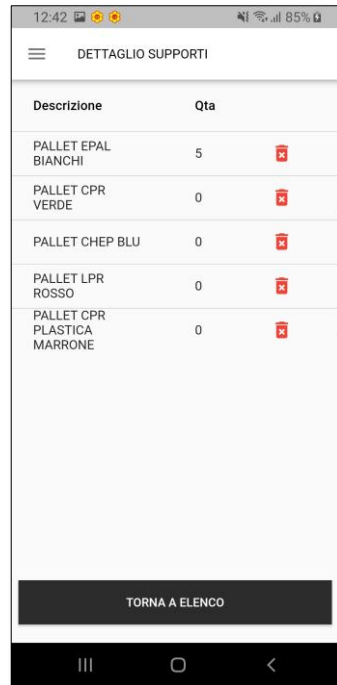 12:42 85%
DETTAGLIO SUPPORTI
Descrizione Qta
PALLET EPAL
BIANCHI 5
PALLET CPR
VERDE 0
PALLET CHEP BLU 0
PALLET LPR
ROSSO 0
PALLET CPR
PLASTICA 0
MARRONE
TORNA A ELENCO